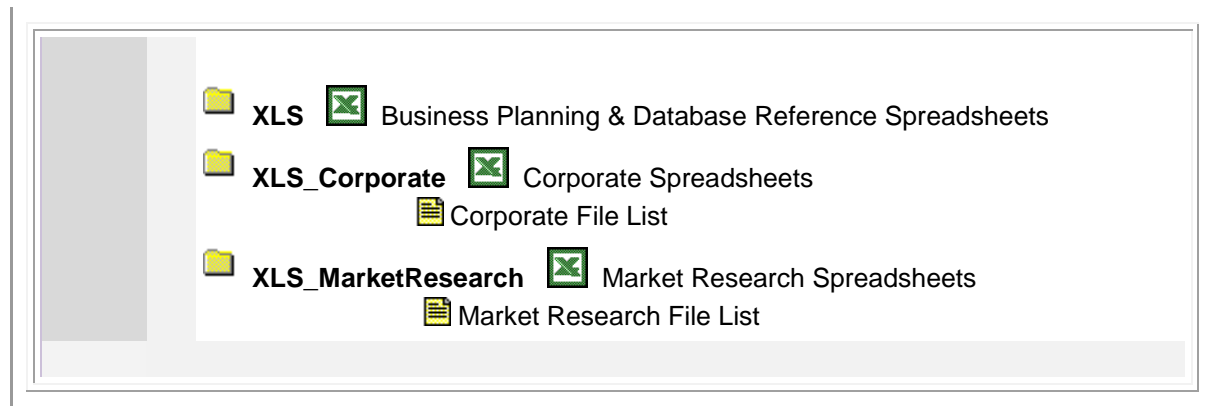 XLS Business Planning & Database Reference Spreadsheets
XLS_Corporate Corporate Spreadsheets
Corporate File List
XLS_MarketResearch Market Research Spreadsheets
Market Research File List